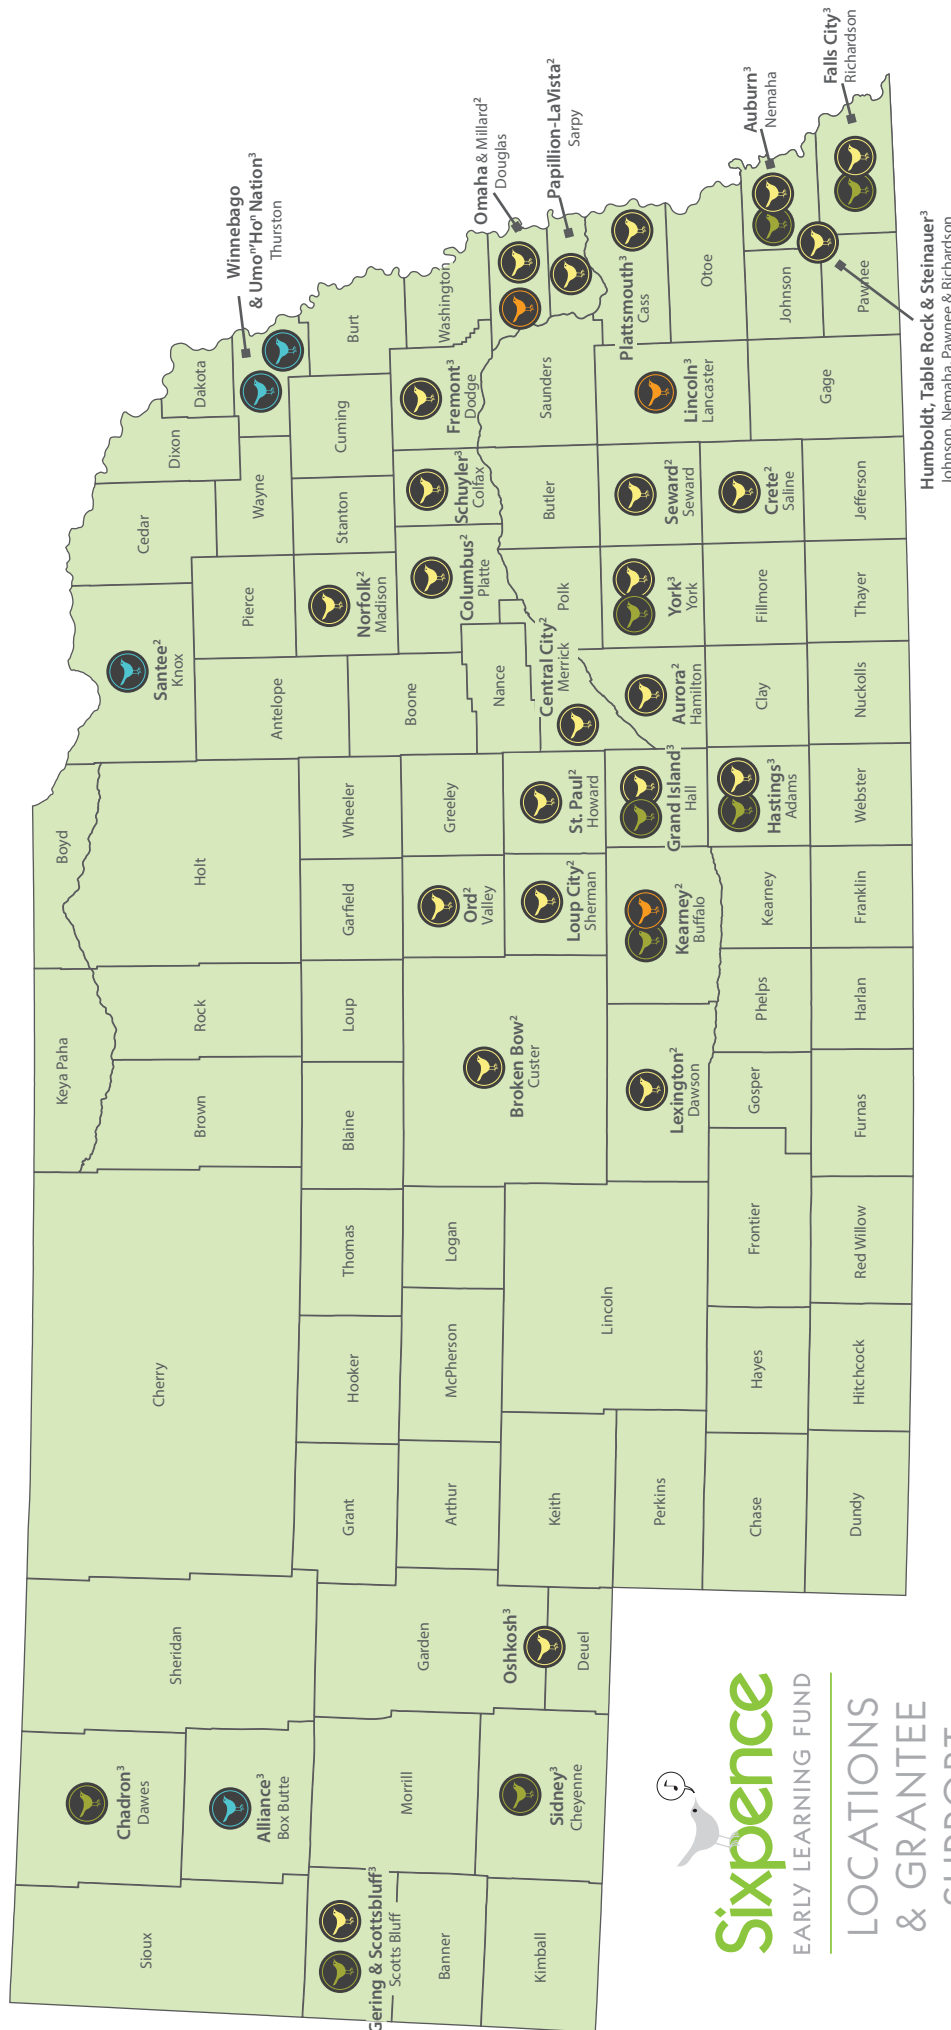 Sioux
Chadron³
Dawes
Sheridan
Cherry
Keya Paha
Boyd
Brown
Rock
Holt
Santee²
Knox
Cedar
Dixon
Dakota
Winnebago
& Umoⁿ"Hoⁿ Nation³
Thurston
Alliance³
Box Butte
Pierce
Wayne
Antelope
Gering & Scottsbluff³
Scotts Bluff
Morrill
Garden
Grant
Hooker
Thomas
Blaine
Loup
Garfield
Wheeler
Norfolk²
Madison
Stanton
Cuming
Burt
Banner
Arthur
McPherson
Logan
Broken Bow²
Custer
Ord²
Valley
Greeley
Boone
Columbus²
Platte
Schuyler³
Colfax
Fremont³
Dodge
Washington
Omaha & Millard²
Douglas
Kimball
Sidney³
Cheyenne
Oshkosh³
Deuel
Keith
Lincoln
Loup City²
Sherman
St. Paul²
Howard
Nance
Central City²
Merrick
Polk
Butler
Saunders
Papillion-LaVista²
Sarpy
Perkins
Lexington²
Dawson
Kearney²
Buffalo
Grand Island³
Hall
Aurora²
Hamilton
York³
York
Seward²
Seward
Lincoln³
Lancaster
Plattsmouth³
Cass
Otoe
Chase
Hayes
Frontier
Gosper
Phelps
Kearney
Hastings³
Adams
Clay
Fillmore
Crete²
Saline
Gage
Johnson
Auburn³
Nemaha
Dundy
Hitchcock
Red Willow
Furnas
Harlan
Franklin
Webster
Nuckolls
Thayer
Jefferson
Pawnee
Falls City³
Richardson
Humboldt, Table Rock & Steinauer³
Johnson, Nemaha, Pawnee & Richardson
Sixpence
EARLY LEARNING FUND
LOCATIONS
& GRANTEE
SUPPORT